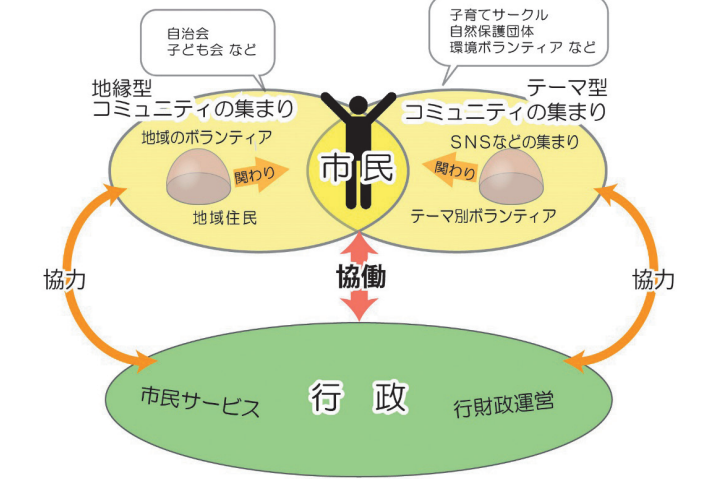 自治会
子ども会 など
子育てサークル
自然保護団体
環境ボランティア など
地縁型
コミュニティの集まり
テーマ型
コミュニティの集まり
地域のボランティア
SNSなどの集まり
市民
関わり
関わり
地域住民
テーマ別ボランティア
協力
協働
協力
市民サービス
行 政
行財政運営